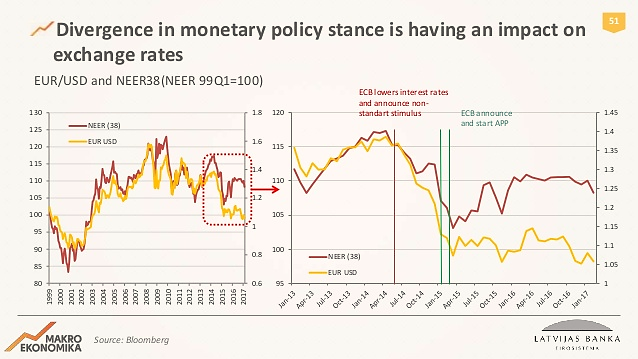 51
Divergence in monetary policy stance is having an impact on
exchange rates
EUR/USD and NEER38(NEER 99Q1=100)
130
125
120
115
110
105
100
95
90
85
80
1.8
1.6
1.4
1.2
1
0.8
0.6
NEER (38)
EUR USD
1999
2000
2001
2002
2003
2004
2005
2006
2007
2008
2009
2010
2011
2012
2013
2014
2015
2016
2017
ECB lowers interest rates
and announce non-
standart stimulus
ECB announce
and start APP
120
115
110
105
100
95
1.45
1.4
1.35
1.3
1.25
1.2
1.15
1.1
1.05
1
NEER (38)
EUR USD
Jan-13
Apr-13
Jul-13
Oct-13
Jan-14
Apr-14
Jul-14
Oct-14
Jan-15
Apr-15
Jul-15
Oct-15
Jan-16
Apr-16
Jul-16
Oct-16
Jan-17
MAKRO
EKONOMIKA
Source: Bloomberg
LATVIJAS BANKA
EIROSISTĒMA